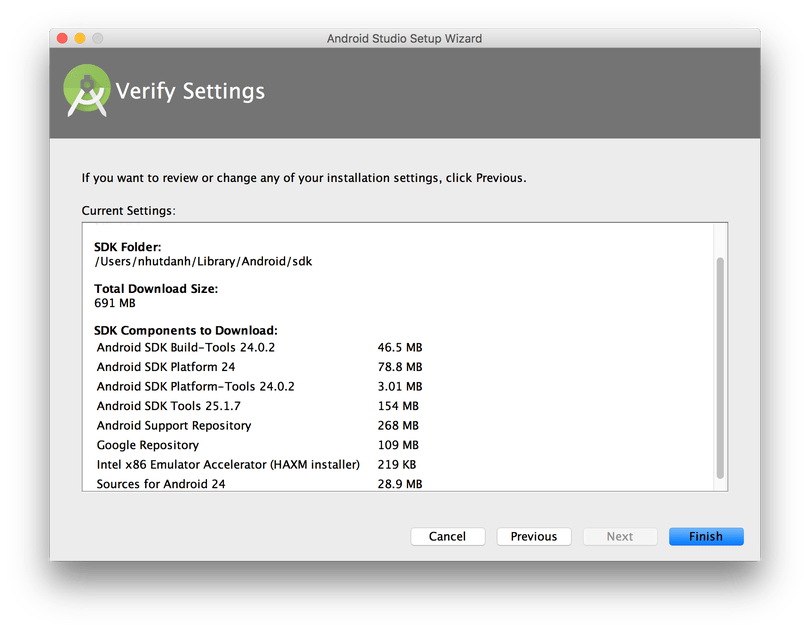 Android Studio Setup Wizard
Verify Settings
If you want to review or change any of your installation settings, click Previous.
Current Settings:
SDK Folder:
/Users/nhutdanh/Library/Android/sdk
Total Download Size:
691 MB
SDK Components to Download:
Android SDK Build-Tools 24.0.2 46.5 MB
Android SDK Platform 24 78.8 MB
Android SDK Platform-Tools 24.0.2 3.01 MB
Android SDK Tools 25.1.7 154 MB
Android Support Repository 268 MB
Google Repository 109 MB
Intel x86 Emulator Accelerator (HAXM installer) 219 KB
Sources for Android 24 28.9 MB
Cancel Previous Next Finish